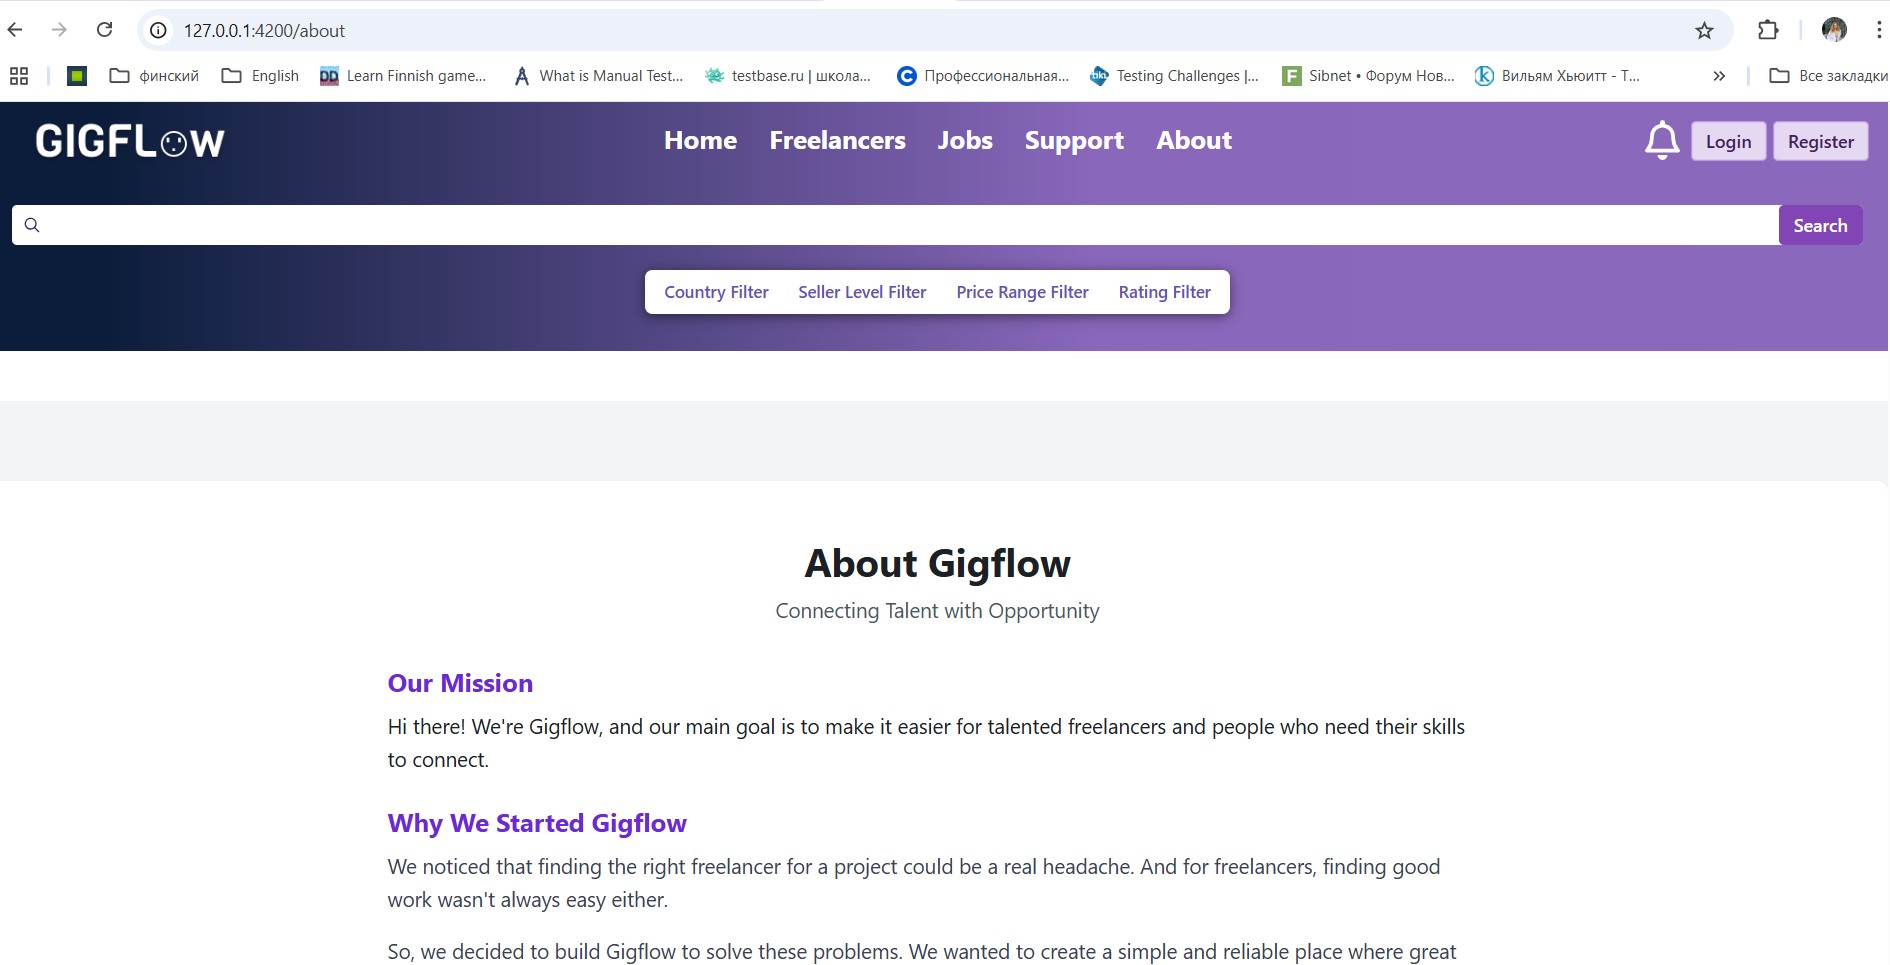 127.0.0.1:4200/about
финский English Learn Finnish game... What is Manual Test... testbase.ru | школа... Профессиональная... Testing Challenges |... Sibnet • Форум Нов... Вильям Хьюитт - Т... » Все закладки
GIGFLOW Home Freelancers Jobs Support About Login Register
Search
Country Filter Seller Level Filter Price Range Filter Rating Filter
About Gigflow
Connecting Talent with Opportunity
Our Mission
Hi there! We're Gigflow, and our main goal is to make it easier for talented freelancers and people who need their skills
to connect.
Why We Started Gigflow
We noticed that finding the right freelancer for a project could be a real headache. And for freelancers, finding good
work wasn't always easy either.
So, we decided to build Gigflow to solve these problems. We wanted to create a simple and reliable place where great